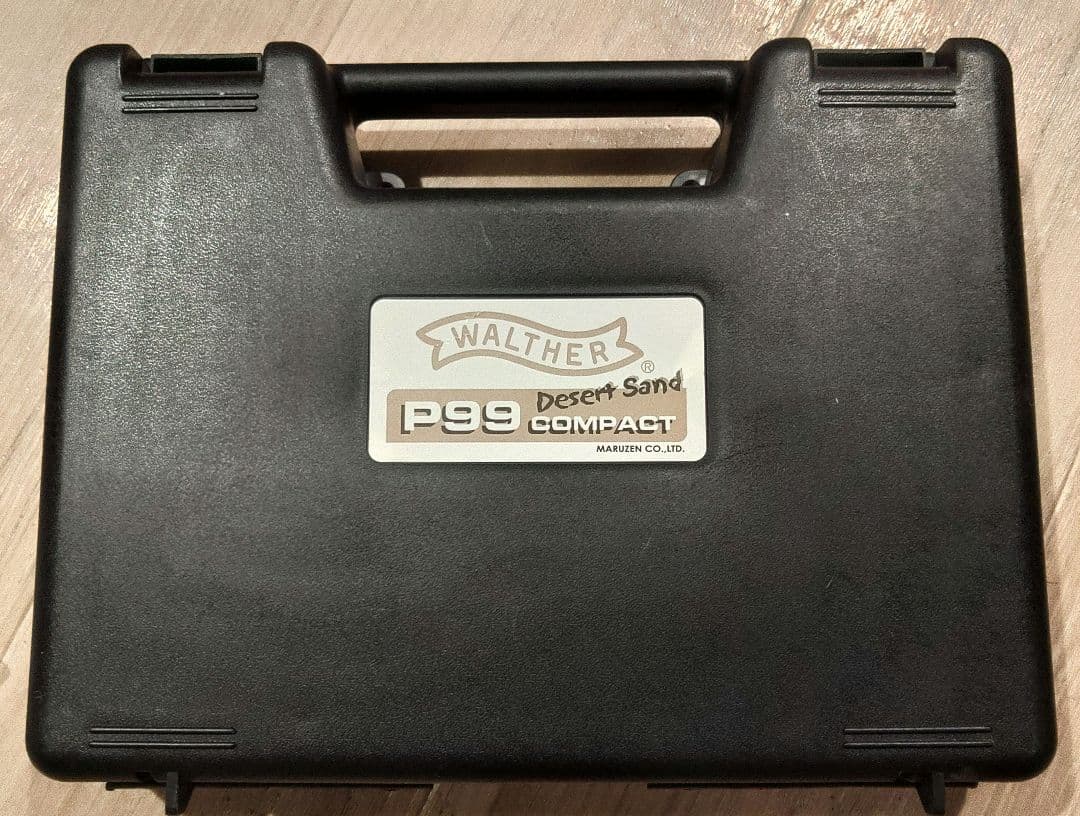 WALTHER
®
Desert Sand
P99 COMPACT
MARUZEN CO.,LTD.